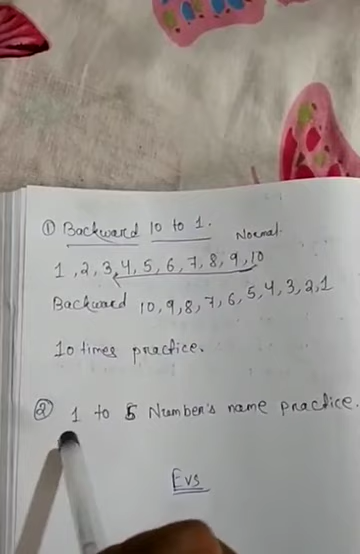 ① Backward 10 to 1.
Normal.
1, 2, 3, 4, 5, 6, 7, 8, 9, 10
Backward 10, 9, 8, 7, 6, 5, 4, 3, 2, 1
10 times practice.
② 1 to 5 Number's name practice.
Evs